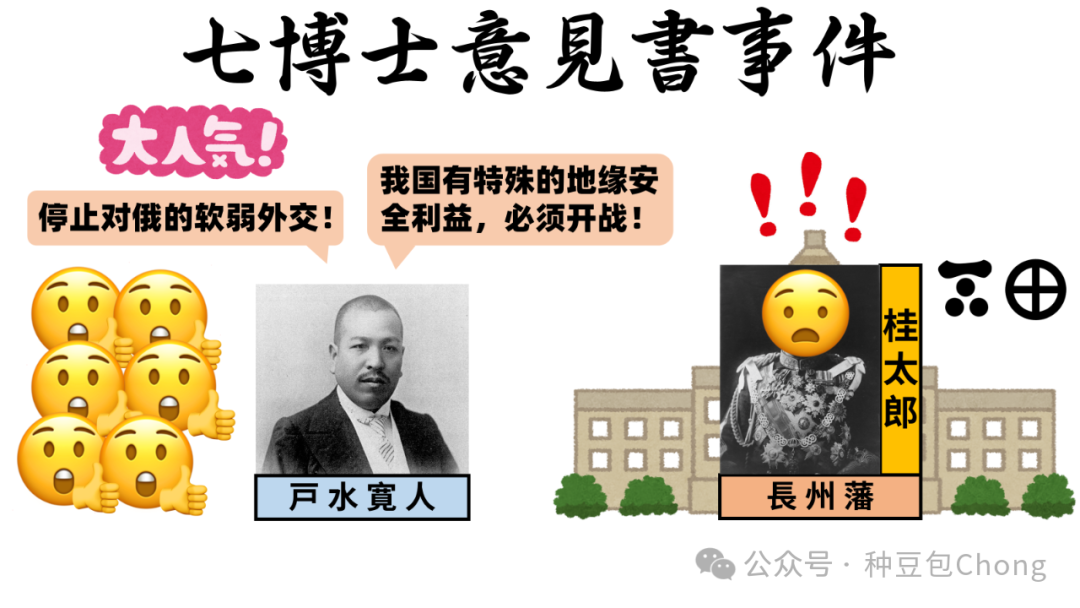 七博士意見書事件
大人気!
停止对俄的软弱外交！
我国有特殊的地缘安
全利益，必须开战！
戸水寛人
桂太郎
長州藩
公众号 · 种豆包Chong